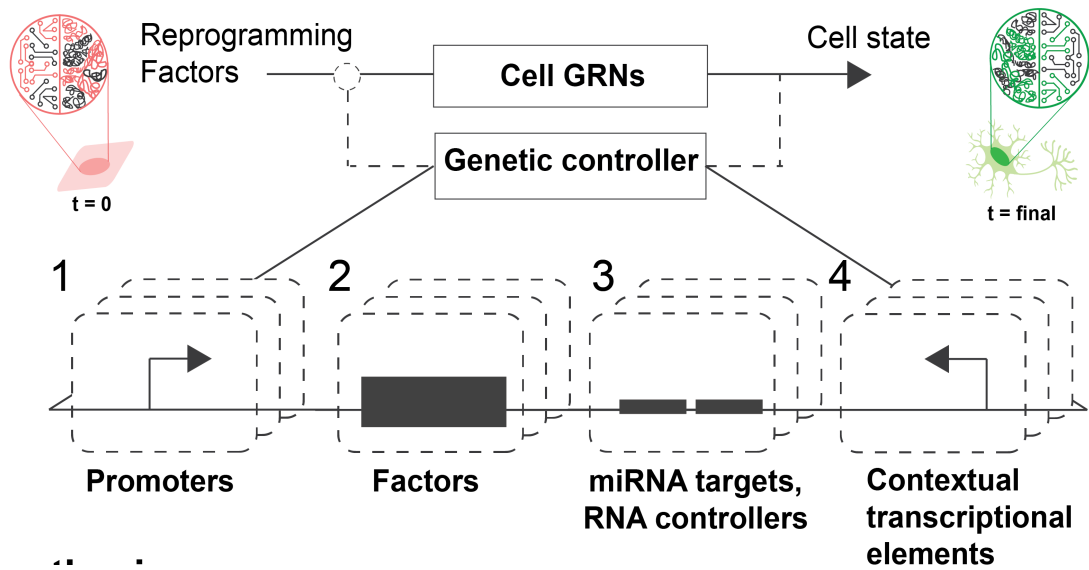 Reprogramming
Factors
Cell GRNs
Cell state
Genetic controller
t = 0
t = final
1
2
3
4
Promoters
Factors
miRNA targets,
RNA controllers
Contextual
transcriptional
elements